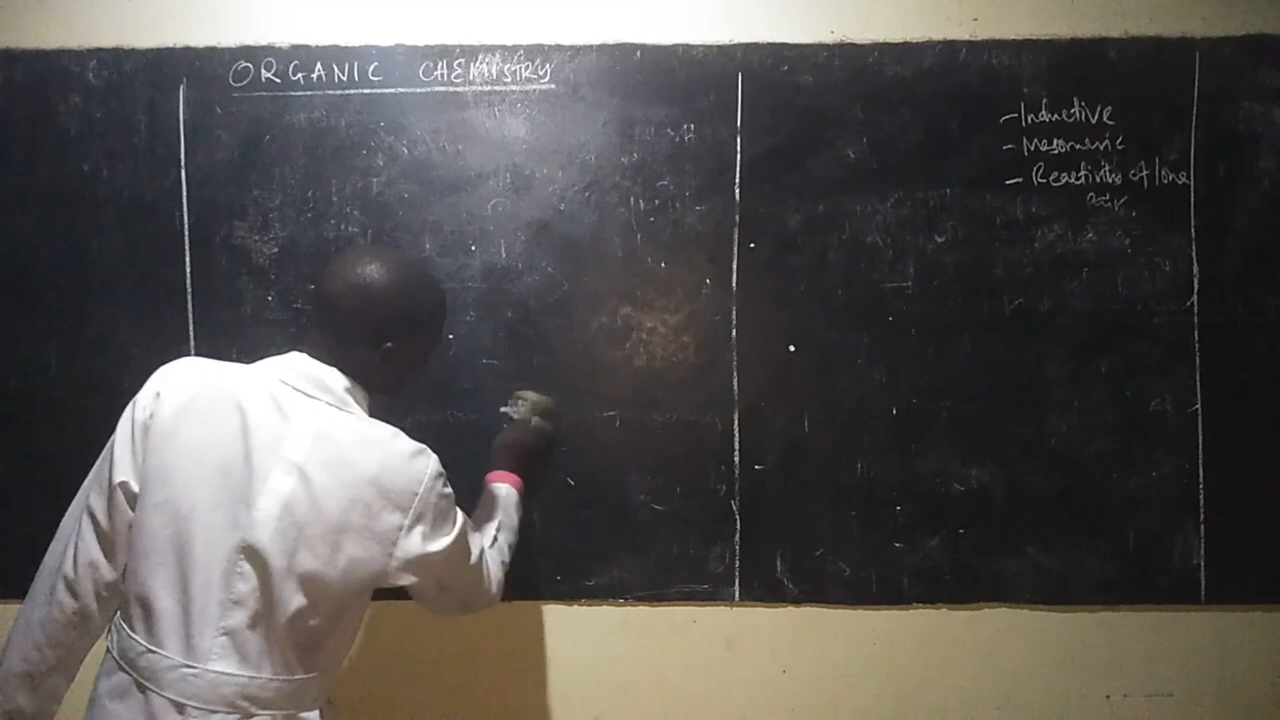 ORGANIC CHEMISTRY
- Inductive
- Mesomeric
- Reactivity of lone
pair